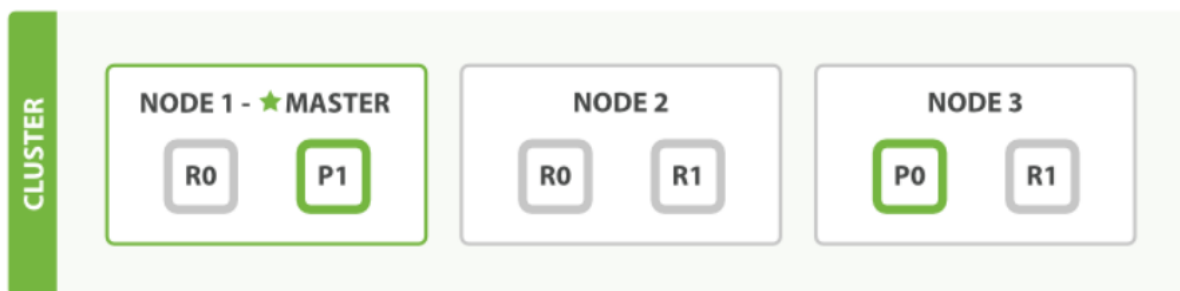 CLUSTER
NODE 1 - ★ MASTER
R0 P1
NODE 2
R0 R1
NODE 3
P0 R1